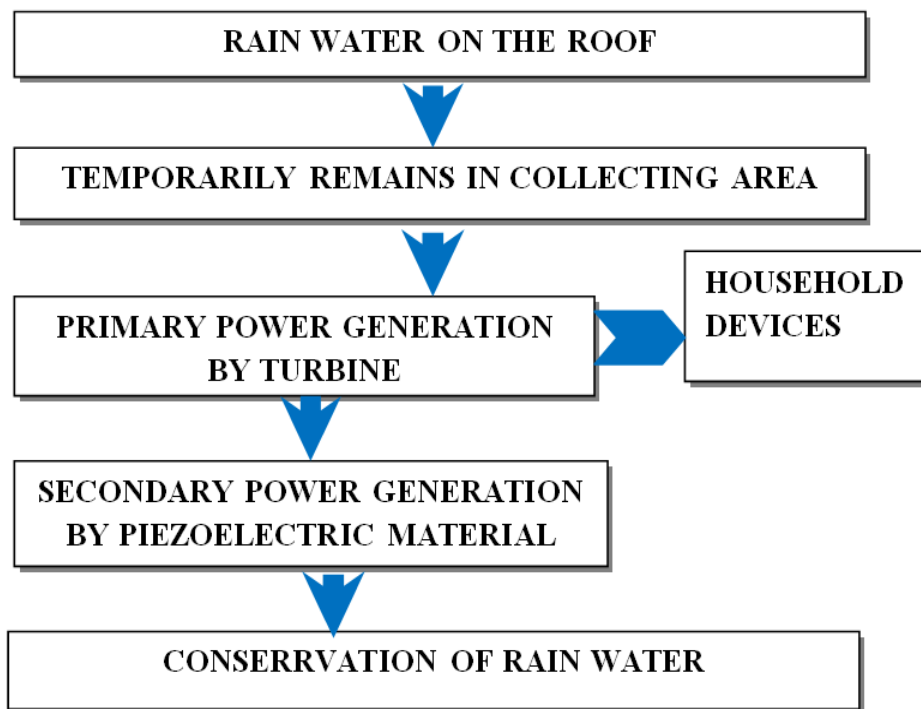 RAIN WATER ON THE ROOF
TEMPORARILY REMAINS IN COLLECTING AREA
PRIMARY POWER GENERATION
BY TURBINE
HOUSEHOLD
DEVICES
SECONDARY POWER GENERATION
BY PIEZOELECTRIC MATERIAL
CONSERRVATION OF RAIN WATER